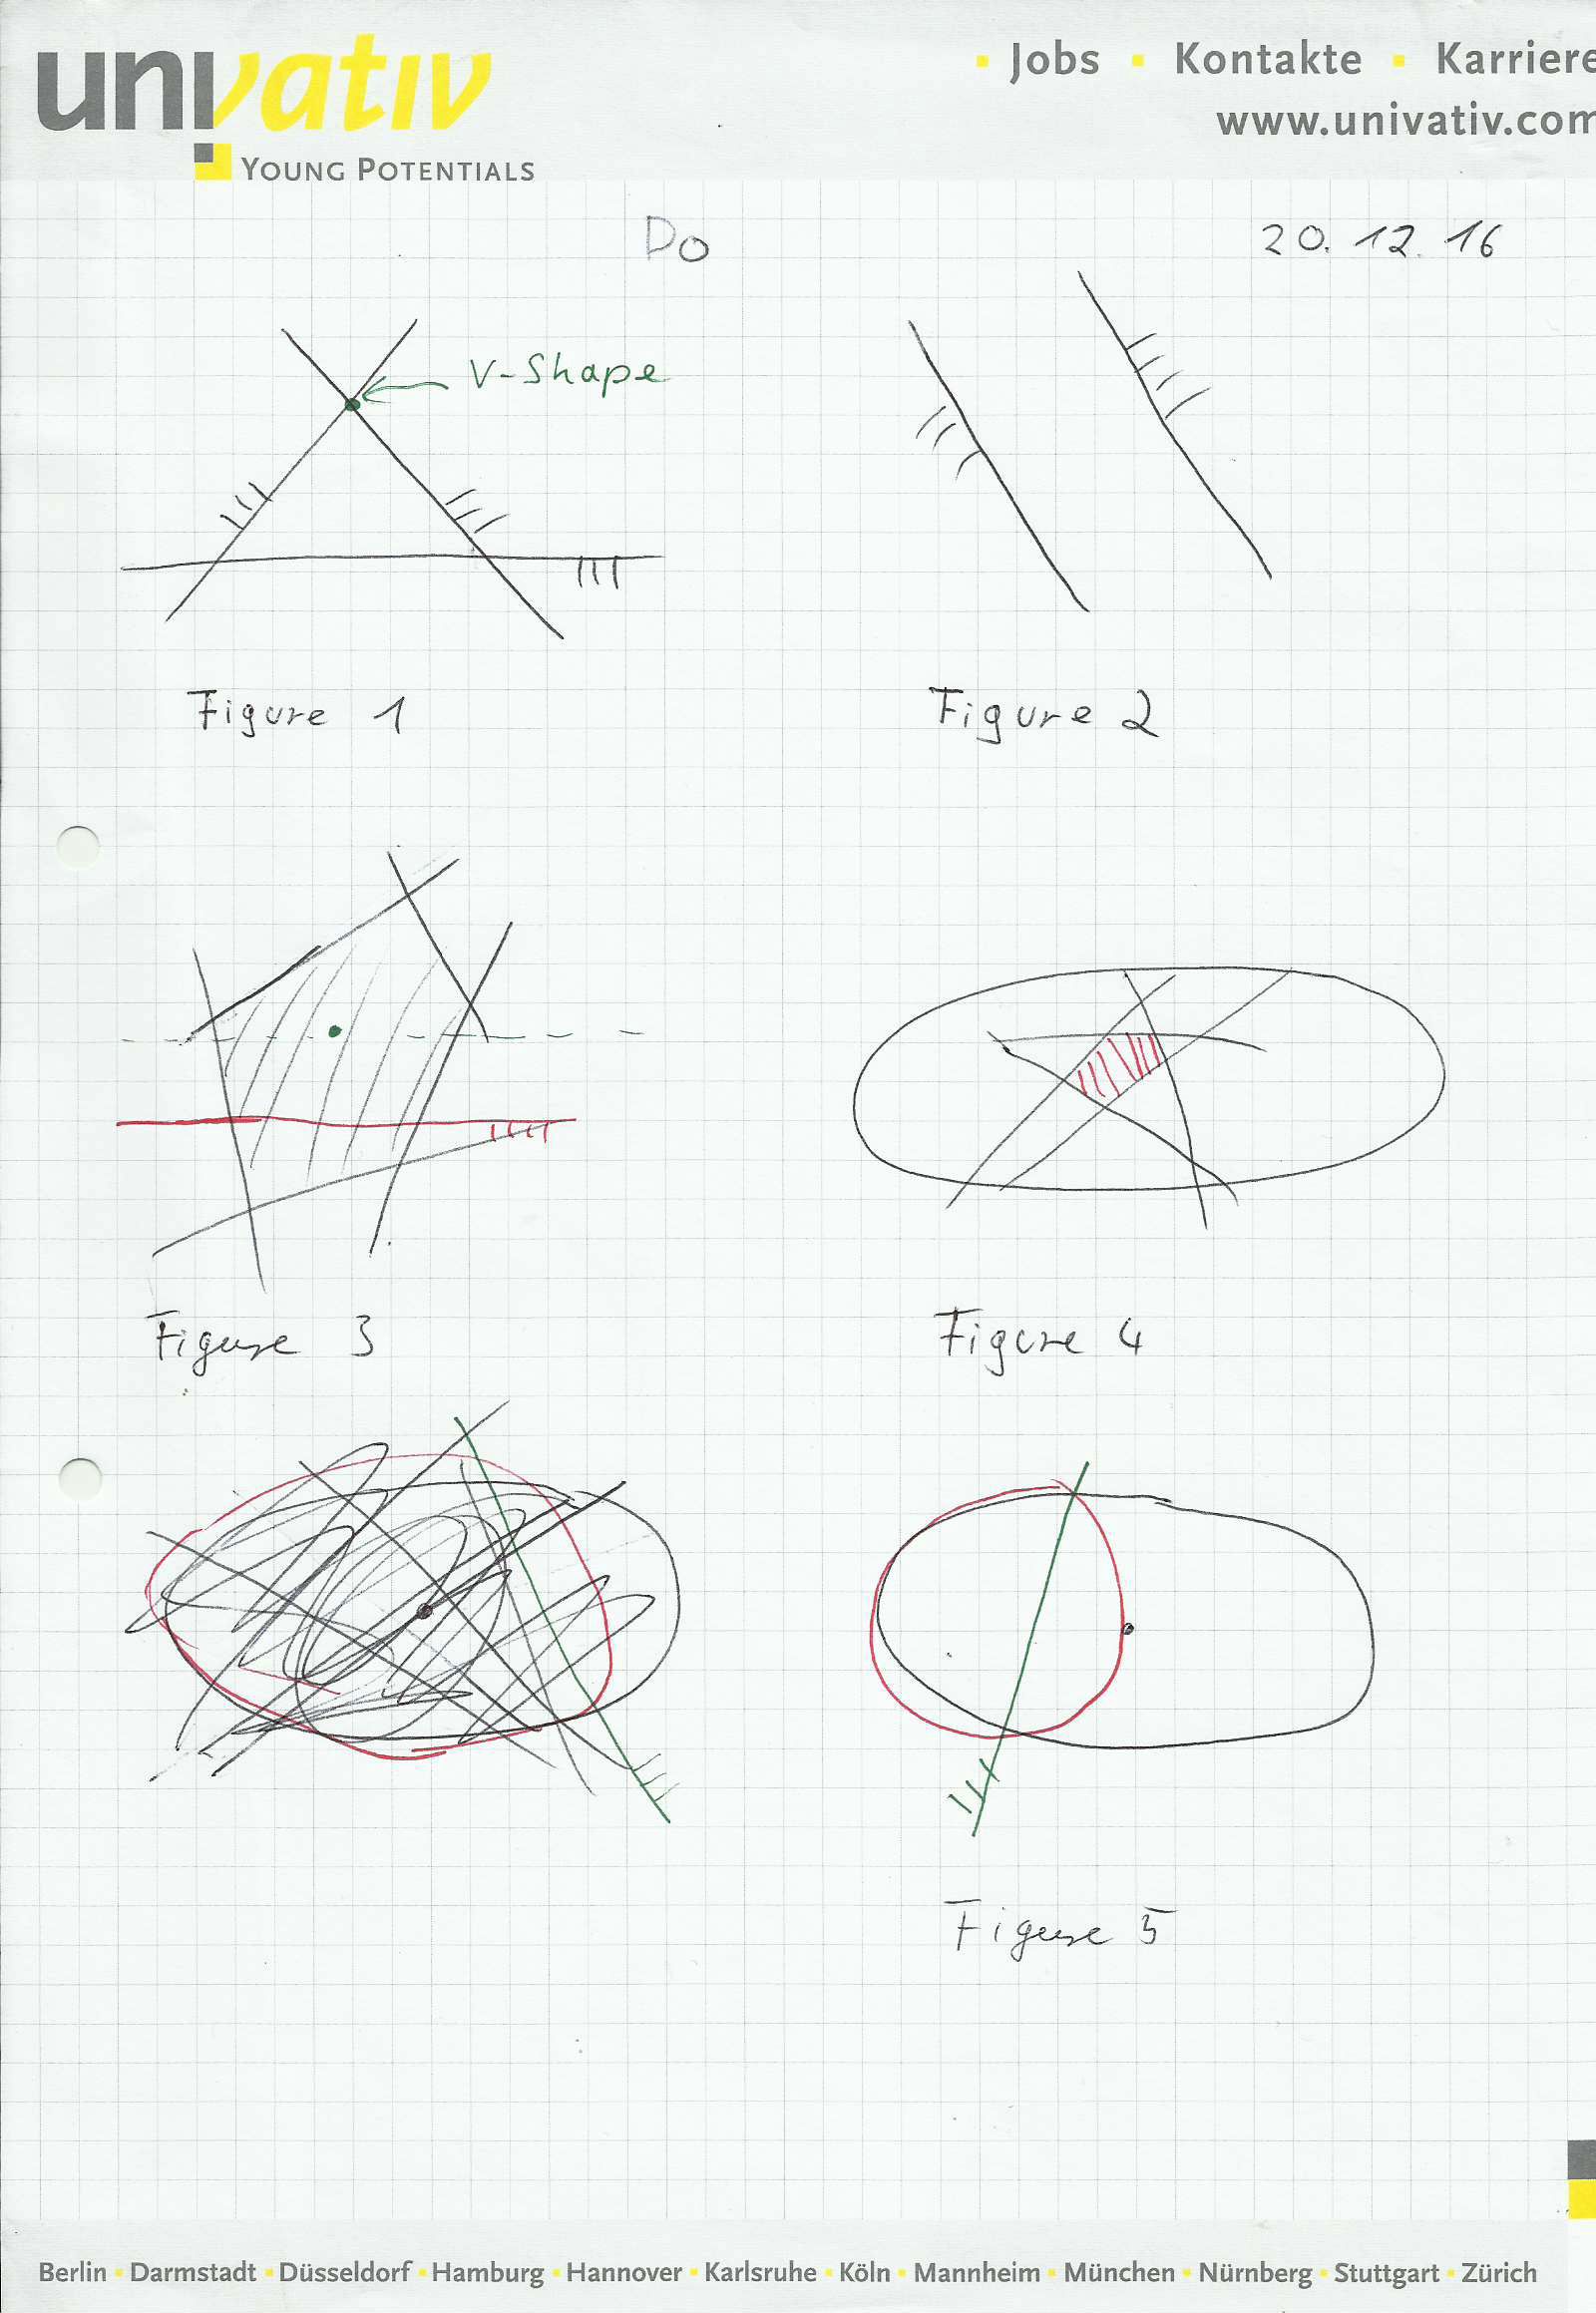 univativ
YOUNG POTENTIALS
Jobs · Kontakte · Karriere
www.univativ.com
Do
20.12.16
V-Shape
Figure 1
Figure 2
Figure 3
Figure 4
Figure 5
Berlin · Darmstadt · Düsseldorf · Hamburg · Hannover · Karlsruhe · Köln · Mannheim · München · Nürnberg · Stuttgart · Zürich